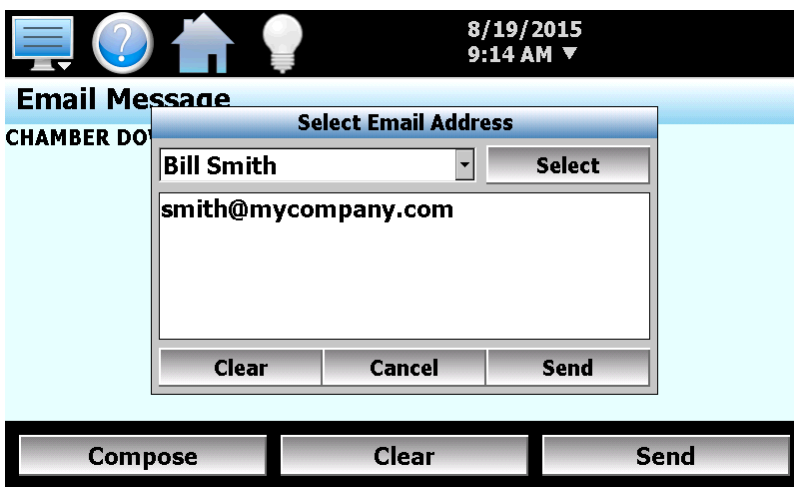 8/19/2015
9:14 AM ▼
Email Message
Select Email Address
CHAMBER
Bill Smith
Select
smith@mycompany.com
Clear Cancel Send
Compose Clear Send